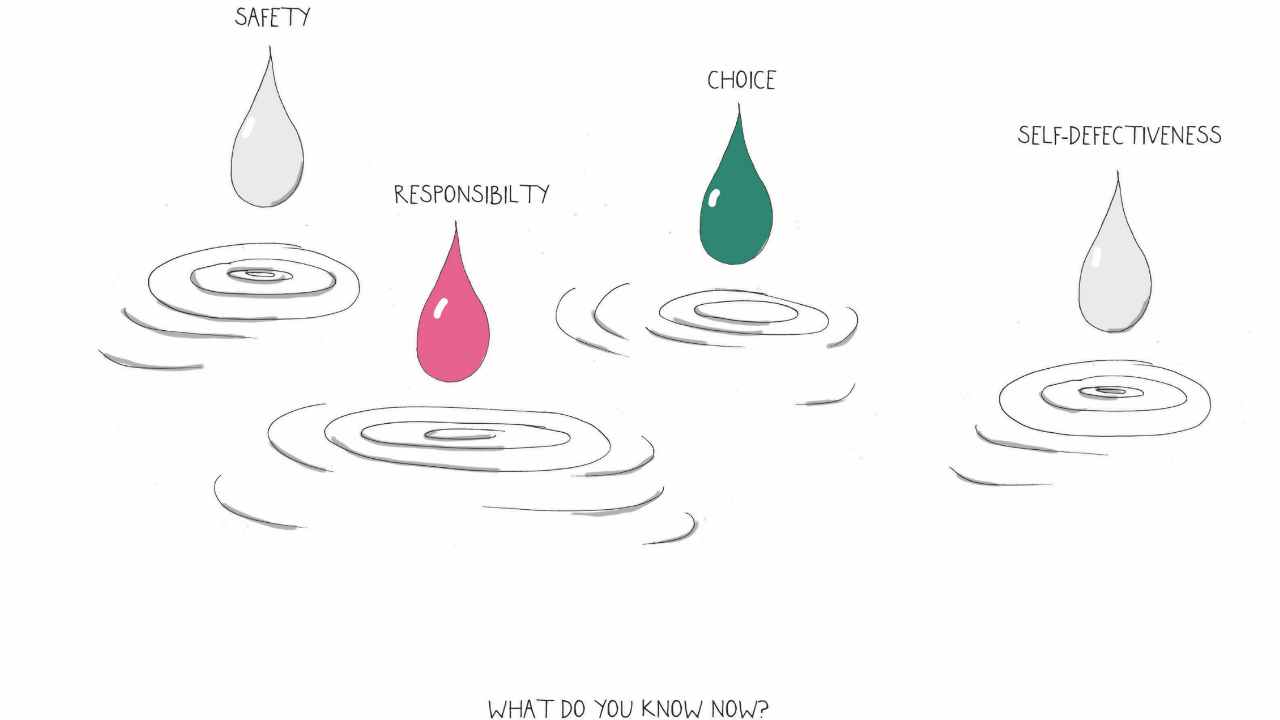 SAFETY
CHOICE
SELF-DEFECTIVENESS
RESPONSIBILTY
WHAT DO YOU KNOW NOW?